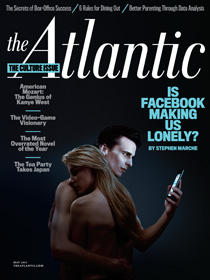 The Secrets of Box-Office Success / 6 Rules for Dining Out / Better Parenting Through Data Analysis
the Atlantic
THE CULTURE ISSUE
American
Mozart:
The Genius of
Kanye West
The Video-Game
Visionary
The Most
Overrated Novel
of the Year
The Tea Party
Takes Japan
IS
FACEBOOK
MAKING
US
LONELY?
BY STEPHEN MARCHE
MAY 2012
THEATLANTIC.COM